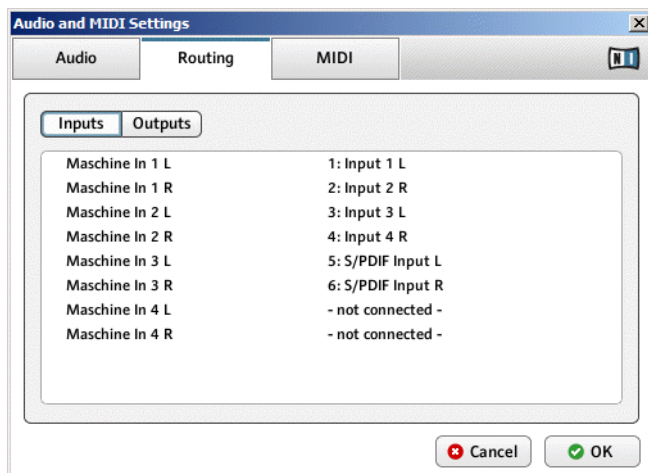 Audio and MIDI Settings
Audio Routing MIDI
NI
Inputs Outputs
Maschine In 1 L 1: Input 1 L
Maschine In 1 R 2: Input 2 R
Maschine In 2 L 3: Input 3 L
Maschine In 2 R 4: Input 4 R
Maschine In 3 L 5: S/PDIF Input L
Maschine In 3 R 6: S/PDIF Input R
Maschine In 4 L - not connected -
Maschine In 4 R - not connected -
Cancel OK